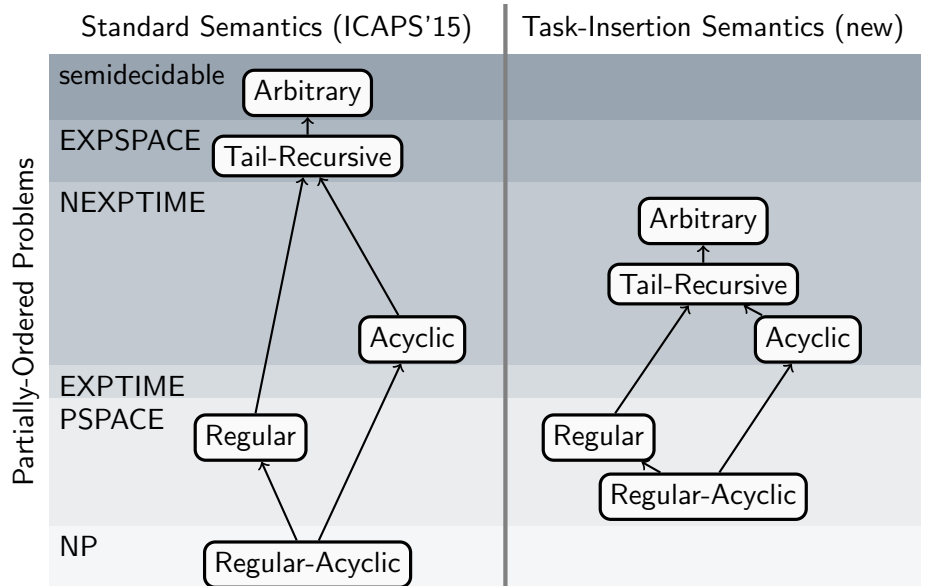 Standard Semantics (ICAPS'15)
Task-Insertion Semantics (new)
Partially-Ordered Problems
semidecidable
Arbitrary
EXPSPACE
Tail-Recursive
NEXPTIME
Arbitrary
Tail-Recursive
Acyclic
Acyclic
EXPTIME
PSPACE
Regular
Regular
Regular-Acyclic
NP
Regular-Acyclic